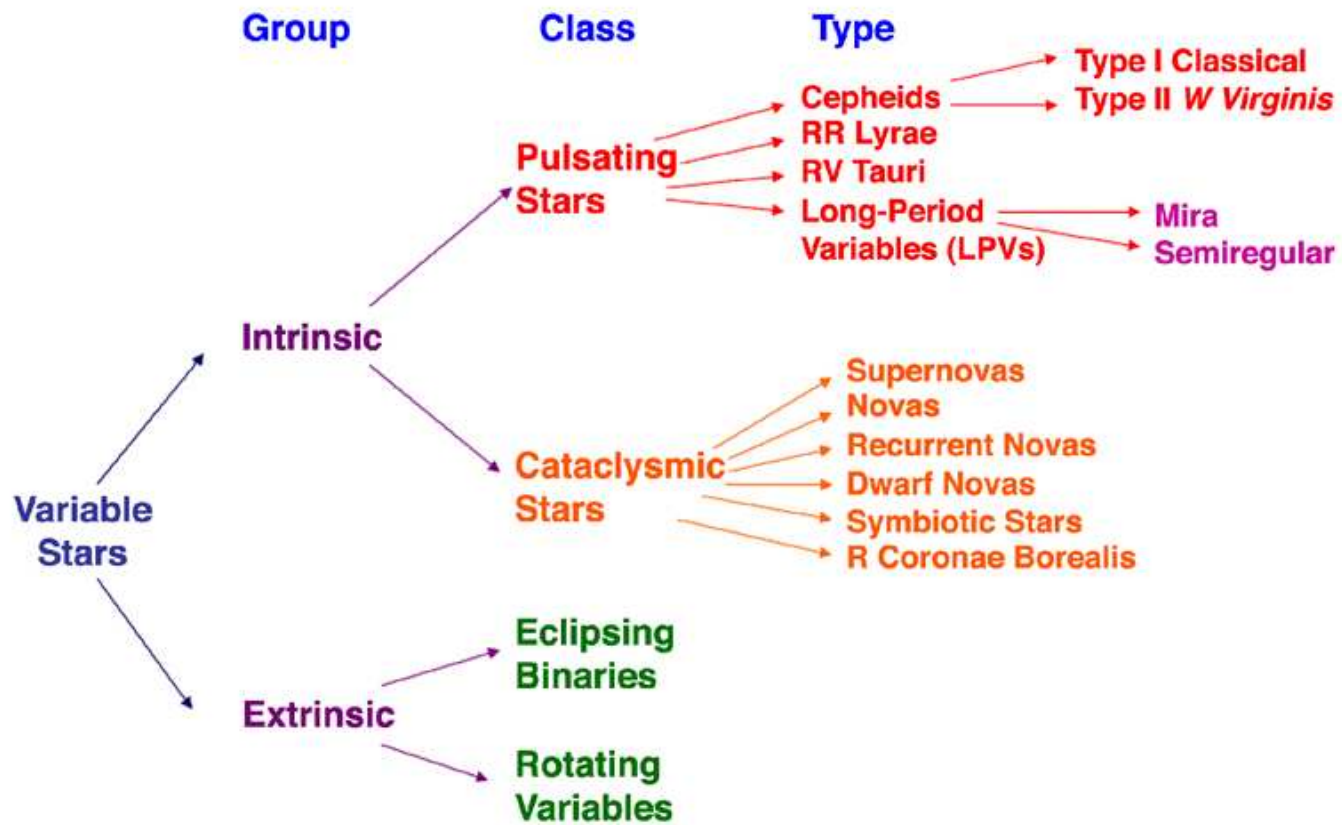 Group Class Type
Type I Classical
Cepheids
Type II W Virginis
RR Lyrae
Pulsating
Stars
RV Tauri
Long-Period
Variables (LPVs)
Mira
Semiregular
Intrinsic
Supernovas
Novas
Recurrent Novas
Cataclysmic
Stars
Dwarf Novas
Symbiotic Stars
R Coronae Borealis
Variable
Stars
Eclipsing
Binaries
Extrinsic
Rotating
Variables